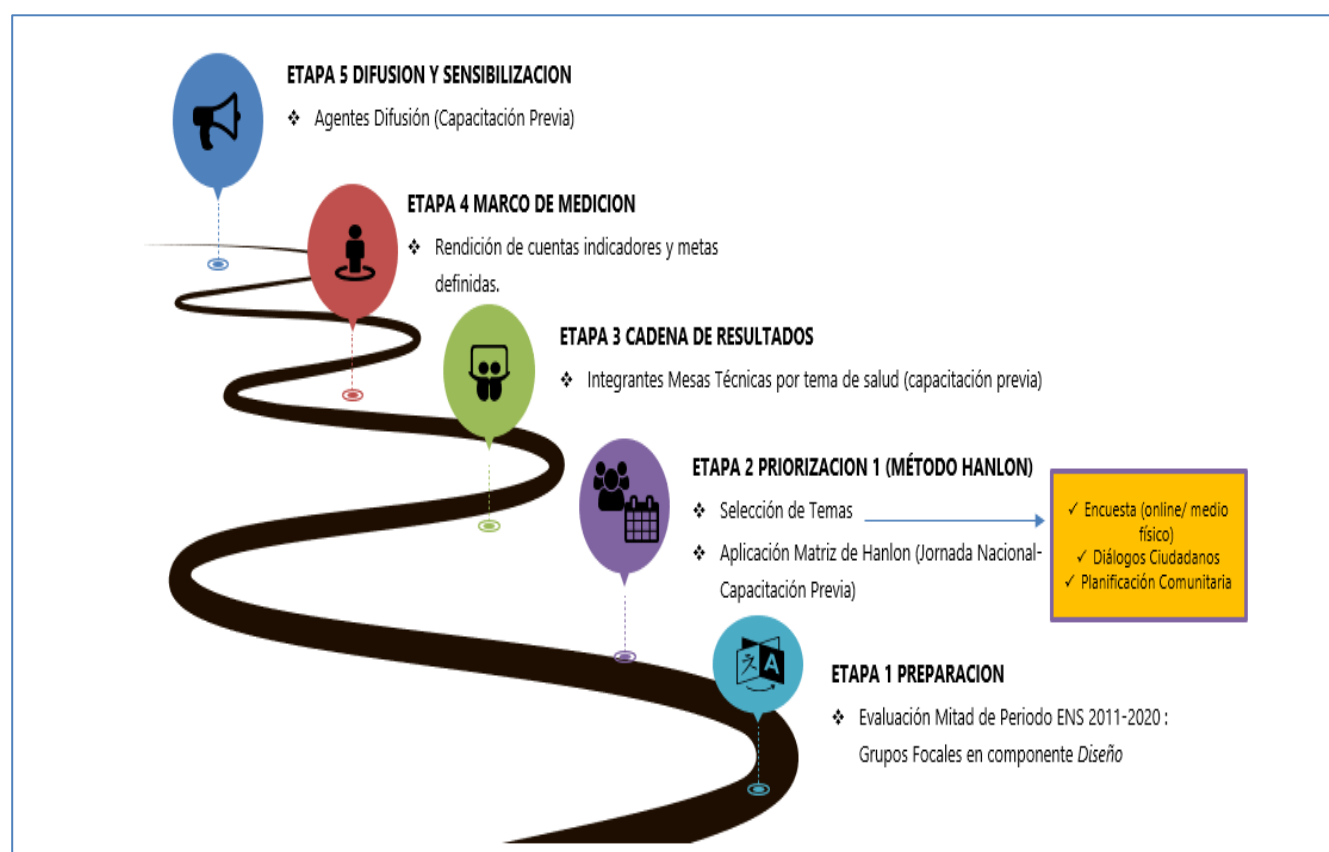 ETAPA 5 DIFUSION Y SENSIBILIZACION
❖ Agentes Difusión (Capacitación Previa)
ETAPA 4 MARCO DE MEDICION
❖ Rendición de cuentas indicadores y metas
definidas.
ETAPA 3 CADENA DE RESULTADOS
❖ Integrantes Mesas Técnicas por tema de salud (capacitación previa)
ETAPA 2 PRIORIZACION 1 (MÉTODO HANLON)
❖ Selección de Temas
❖ Aplicación Matriz de Hanlon (Jornada Nacional-
Capacitación Previa)
✓ Encuesta (online/ medio
físico)
✓ Diálogos Ciudadanos
✓ Planificación Comunitaria
A
ETAPA 1 PREPARACION
❖ Evaluación Mitad de Periodo ENS 2011-2020 :
Grupos Focales en componente Diseño